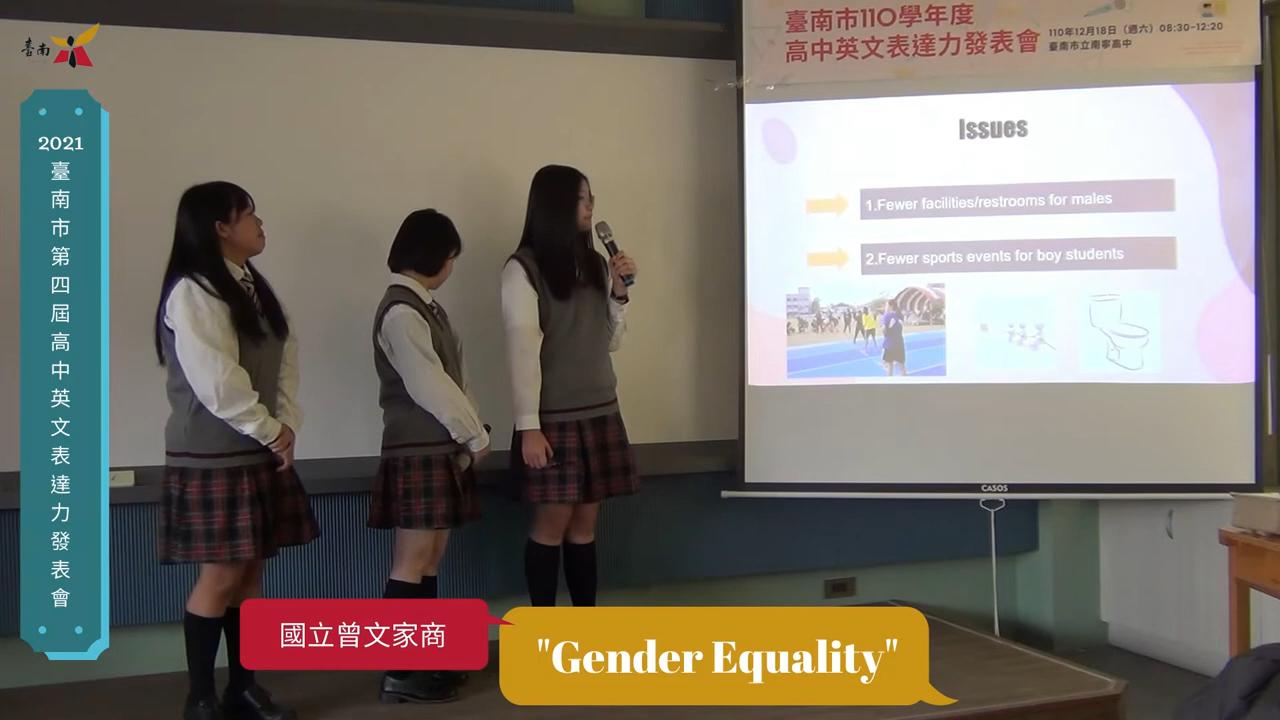 臺南
2021
臺南市第四屆高中英文表達力發表會
臺南市110學年度
高中英文表達力發表會
110年12月18日（週六）08:30-12:20
臺南市立南寧高中
Issues
1.Fewer facilities/restrooms for males
2.Fewer sports events for boy students
CASOS
國立曾文家商
"Gender Equality"